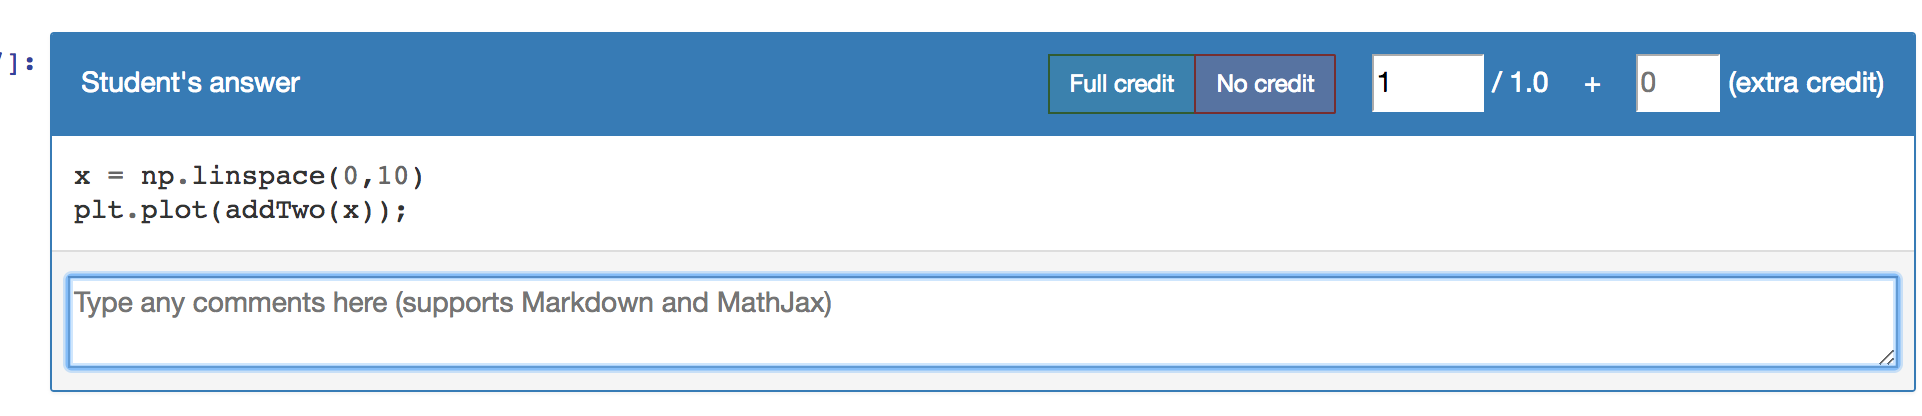 ]:
Student's answer Full credit No credit 1 / 1.0 + 0 (extra credit)
x = np.linspace(0,10)
plt.plot(addTwo(x));
Type any comments here (supports Markdown and MathJax)